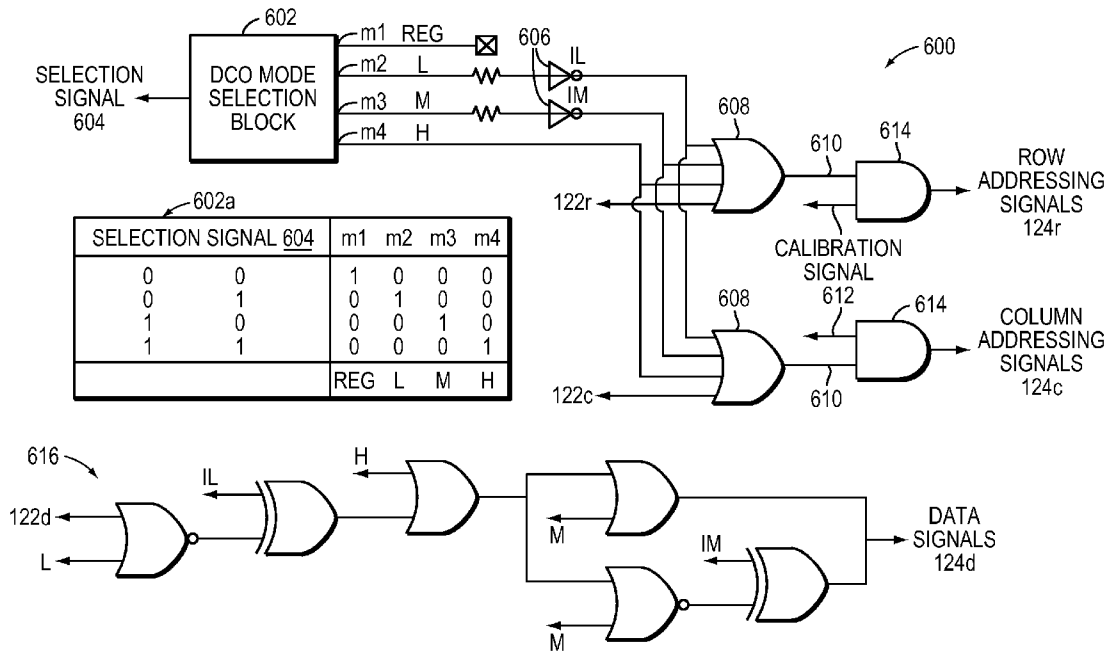 602
m1 REG
606
IL
600
SELECTION
SIGNAL
604
DCO MODE
SELECTION
BLOCK
m2 L
m3 M
IM
m4 H
608
610
614
ROW
ADDRESSING
SIGNALS
124r
122r
602a
SELECTION SIGNAL 604 m1 m2 m3 m4
0 0 1 0 0 0
0 1 0 1 0 0
1 0 0 0 1 0
1 1 0 0 0 1
REG L M H
CALIBRATION
SIGNAL
612
608
614
COLUMN
ADDRESSING
SIGNALS
124c
610
122c
616
IL
H
122d
L
M
IM
DATA
SIGNALS
124d
M